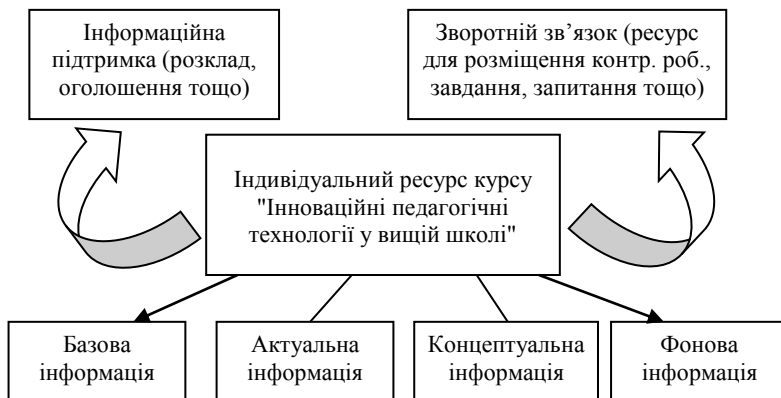 Інформаційна
підтримка (розклад,
оголошення тощо)
Зворотній зв’язок (ресурс
для розміщення контр. роб.,
завдання, запитання тощо)
Індивідуальний ресурс курсу
"Інноваційні педагогічні
технології у вищій школі"
Базова
інформація
Актуальна
інформація
Концептуальна
інформація
Фонова
інформація